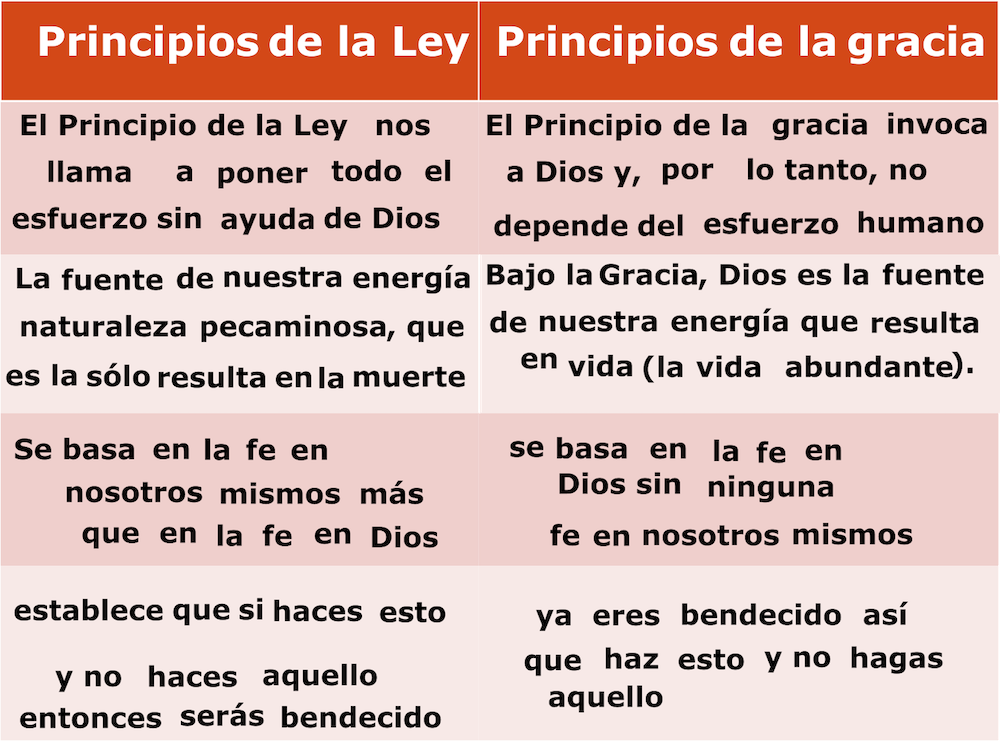 Principios de la Ley
Principios de la gracia
El Principio de la Ley nos
llama a poner todo el
esfuerzo sin ayuda de Dios
El Principio de la gracia invoca
a Dios y, por lo tanto, no
depende del esfuerzo humano
La fuente de nuestra energía
naturaleza pecaminosa, que
es la sólo resulta en la muerte
Bajo la Gracia, Dios es la fuente
de nuestra energía que resulta
en vida (la vida abundante).
Se basa en la fe en
nosotros mismos más
que en la fe en Dios
se basa en la fe en
Dios sin ninguna
fe en nosotros mismos
establece que si haces esto
y no haces aquello
entonces serás bendecido
ya eres bendecido así
que haz esto y no hagas
aquello